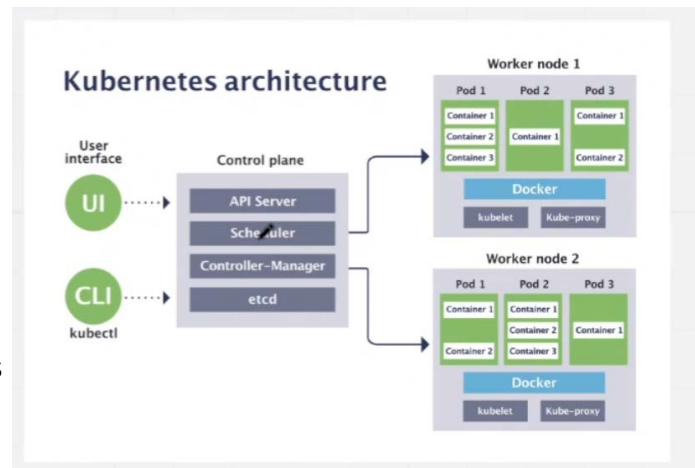 Kubernetes architecture
User
interface
UI
CLI
kubectl
Control plane
API Server
Scheduler
Controller-Manager
etcd
Worker node 1
Pod 1
Pod 2
Pod 3
Container 1
Container 2
Container 3
Container 1
Container 1
Container 2
Docker
kubelet
Kube-proxy
Worker node 2
Pod 1
Pod 2
Pod 3
Container 1
Container 2
Container 1
Container 2
Container 3
Container 1
Docker
kubelet
Kube-proxy
s